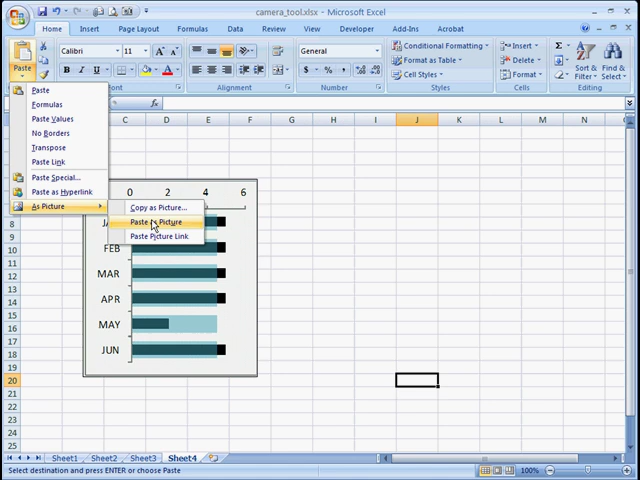 camera_tool.xlsx - Microsoft Excel
Home Insert Page Layout Formulas Data Review View Developer Acrobat
Paste
Calibri 11 A A
General
Conditional Formatting
Format as Table
Cell Styles
Insert
Delete
Format
Σ
Sort &
Filter
Find &
Select
B I U
$ % ,
Number
Styles
Cells
Editing
fx
C D E F G H I J K L M N
Paste
Formulas
Paste Values
No Borders
Transpose
Paste Link
Paste Special...
Paste as Hyperlink
As Picture
Copy as Picture...
Paste as Picture
Paste Picture Link
0 2 4 6
FEB
MAR
APR
MAY
JUN
8
9
10
11
12
13
14
15
16
17
18
19
20
21
22
23
24
25
Sheet1 Sheet2 Sheet3 Sheet4
Select destination and press ENTER or choose Paste
100%